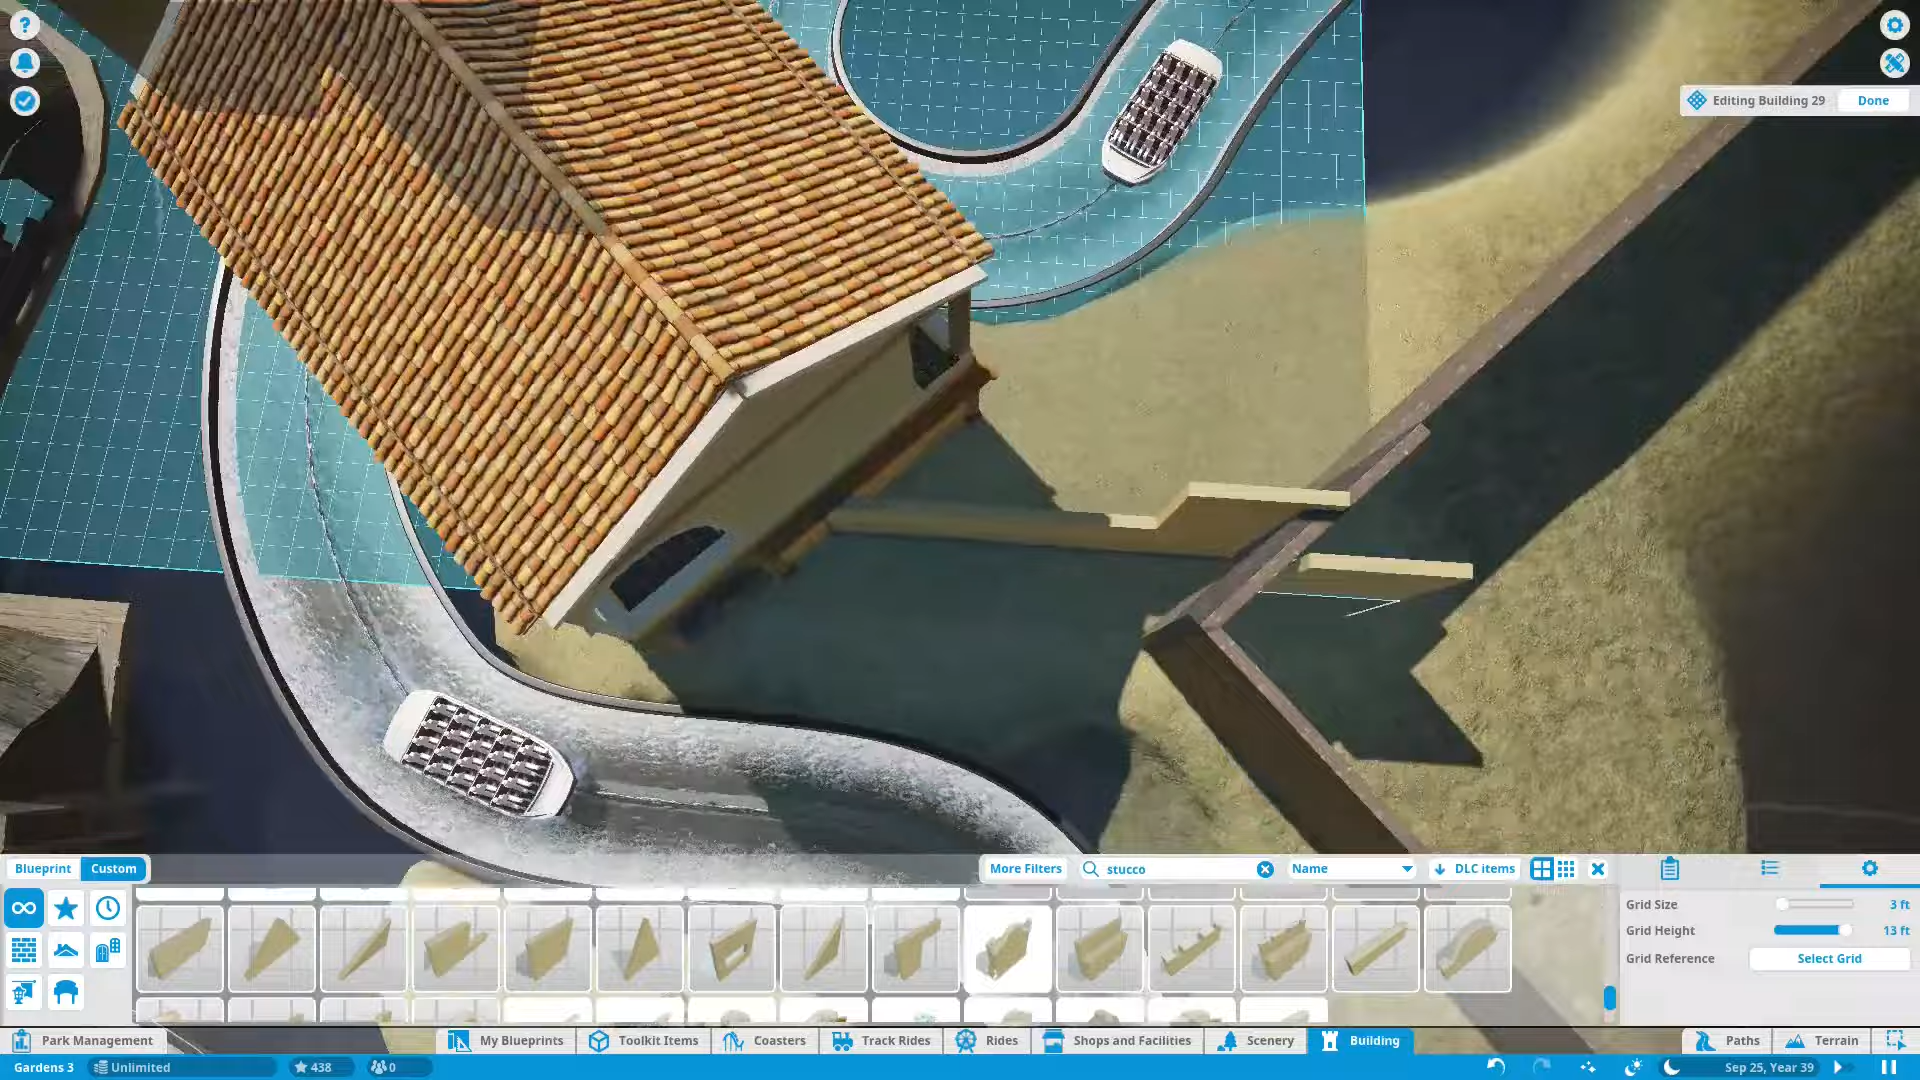 ?
Editing Building 29 Done
Blueprint Custom
More Filters stucco Name DLC items
Grid Size 3 ft
Grid Height 13 ft
Grid Reference Select Grid
Park Management My Blueprints Toolkit Items Coasters Track Rides Rides Shops and Facilities Scenery Building Paths Terrain
Gardens 3 Unlimited 438 0 Sep 25, Year 39